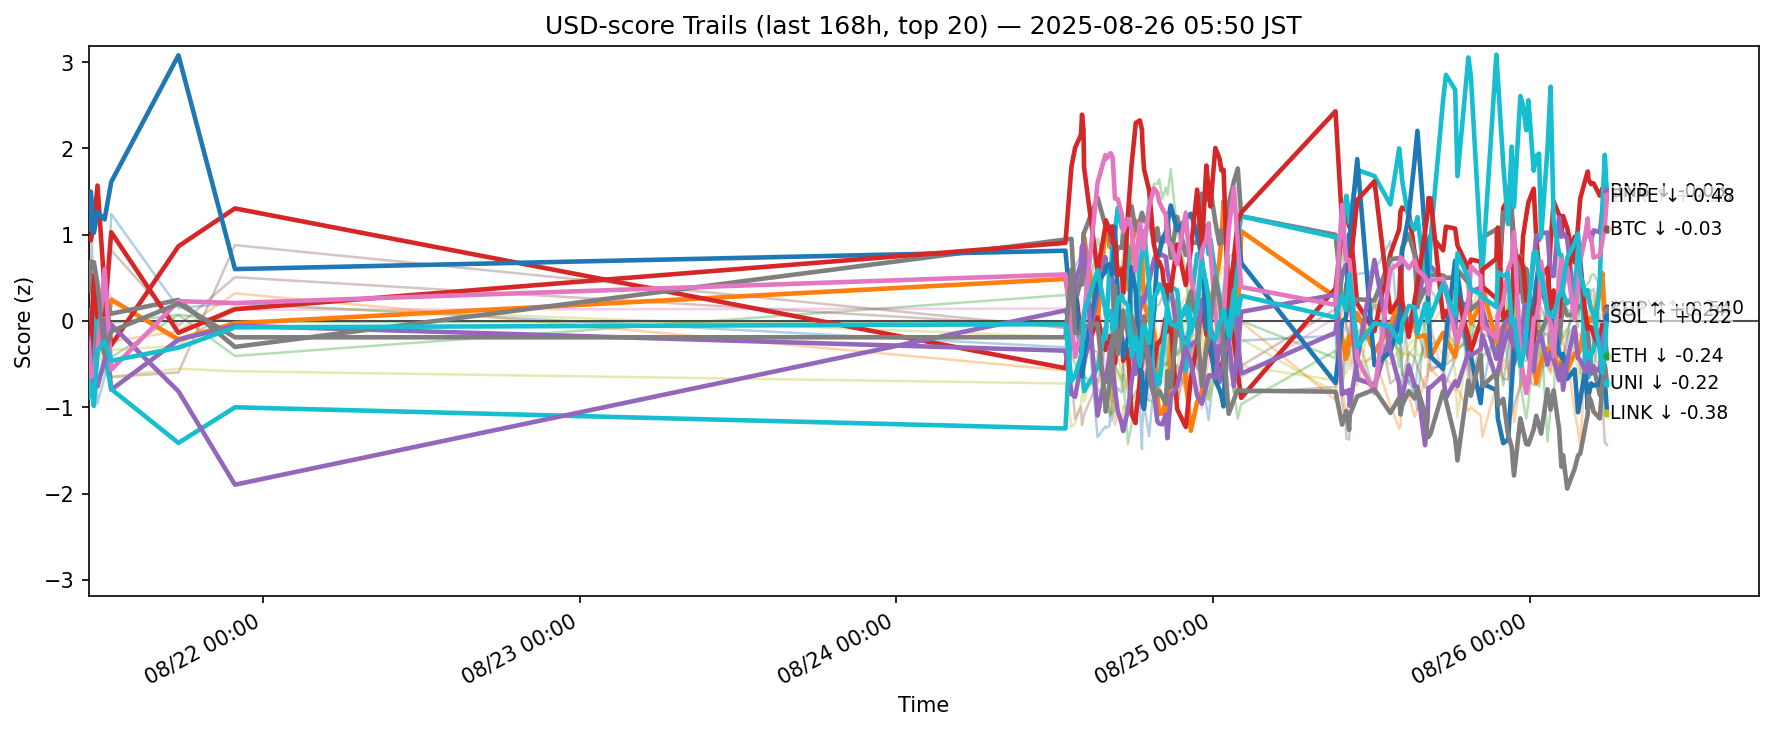 USD-score Trails (last 168h, top 20) — 2025-08-26 05:50 JST
Score (z)
3
2
1
0
−1
−2
−3
HYPE ↓ -0.48
BTC ↓ -0.03
SOL ↑ +0.22
ETH ↓ -0.24
UNI ↓ -0.22
LINK ↓ -0.38
08/22 00:00
08/23 00:00
08/24 00:00
08/25 00:00
08/26 00:00
Time